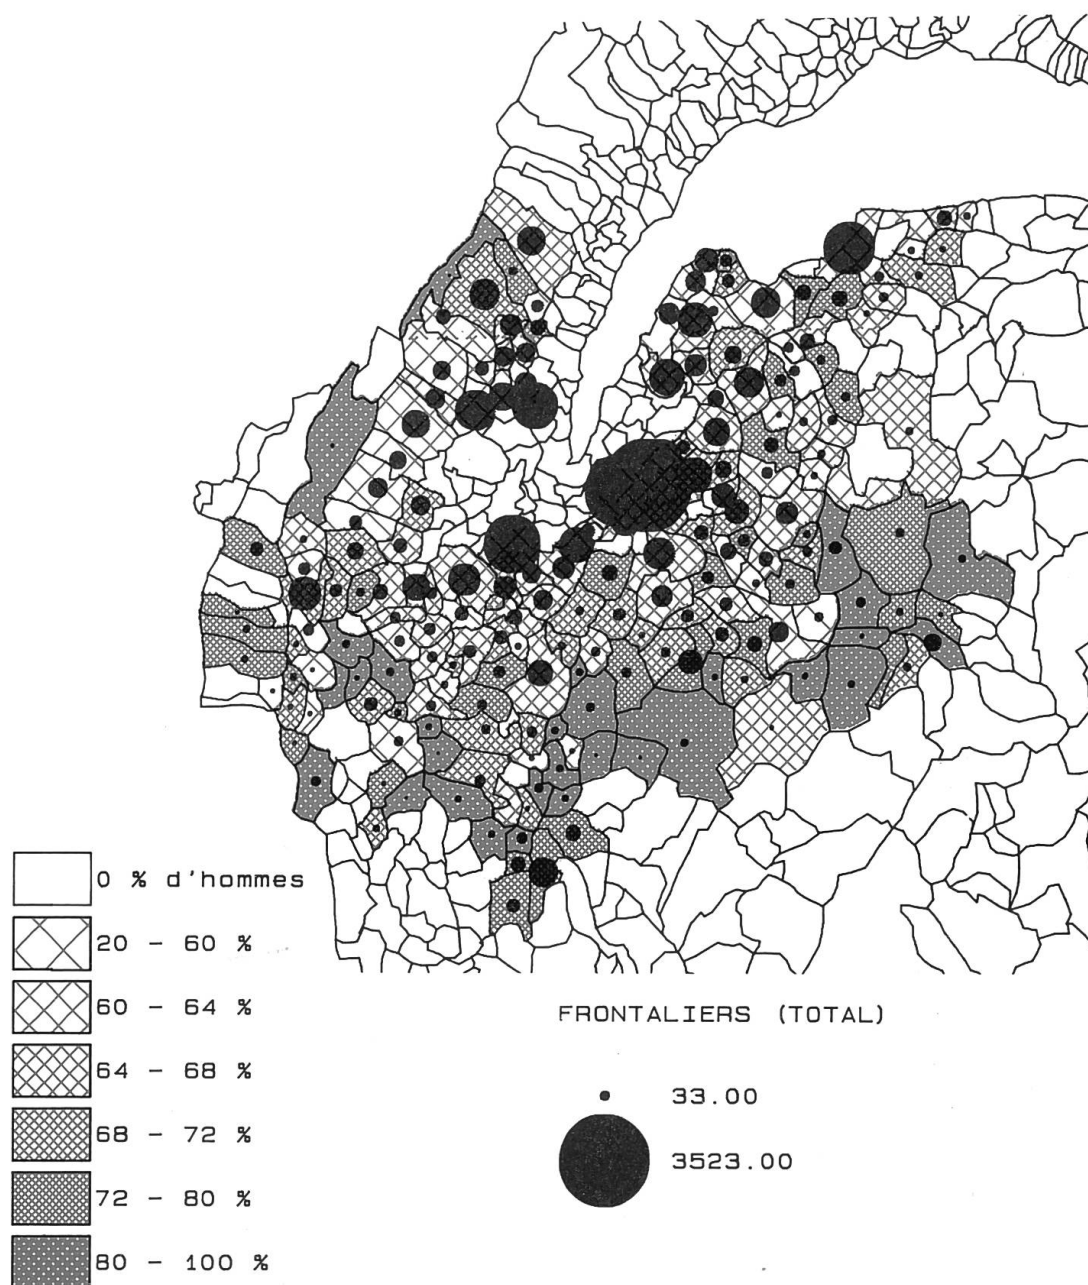 0 % d'hommes
20 - 60 %
60 - 64 %
64 - 68 %
68 - 72 %
72 - 80 %
80 - 100 %
FRONTALIERS (TOTAL)
33.00
3523.00